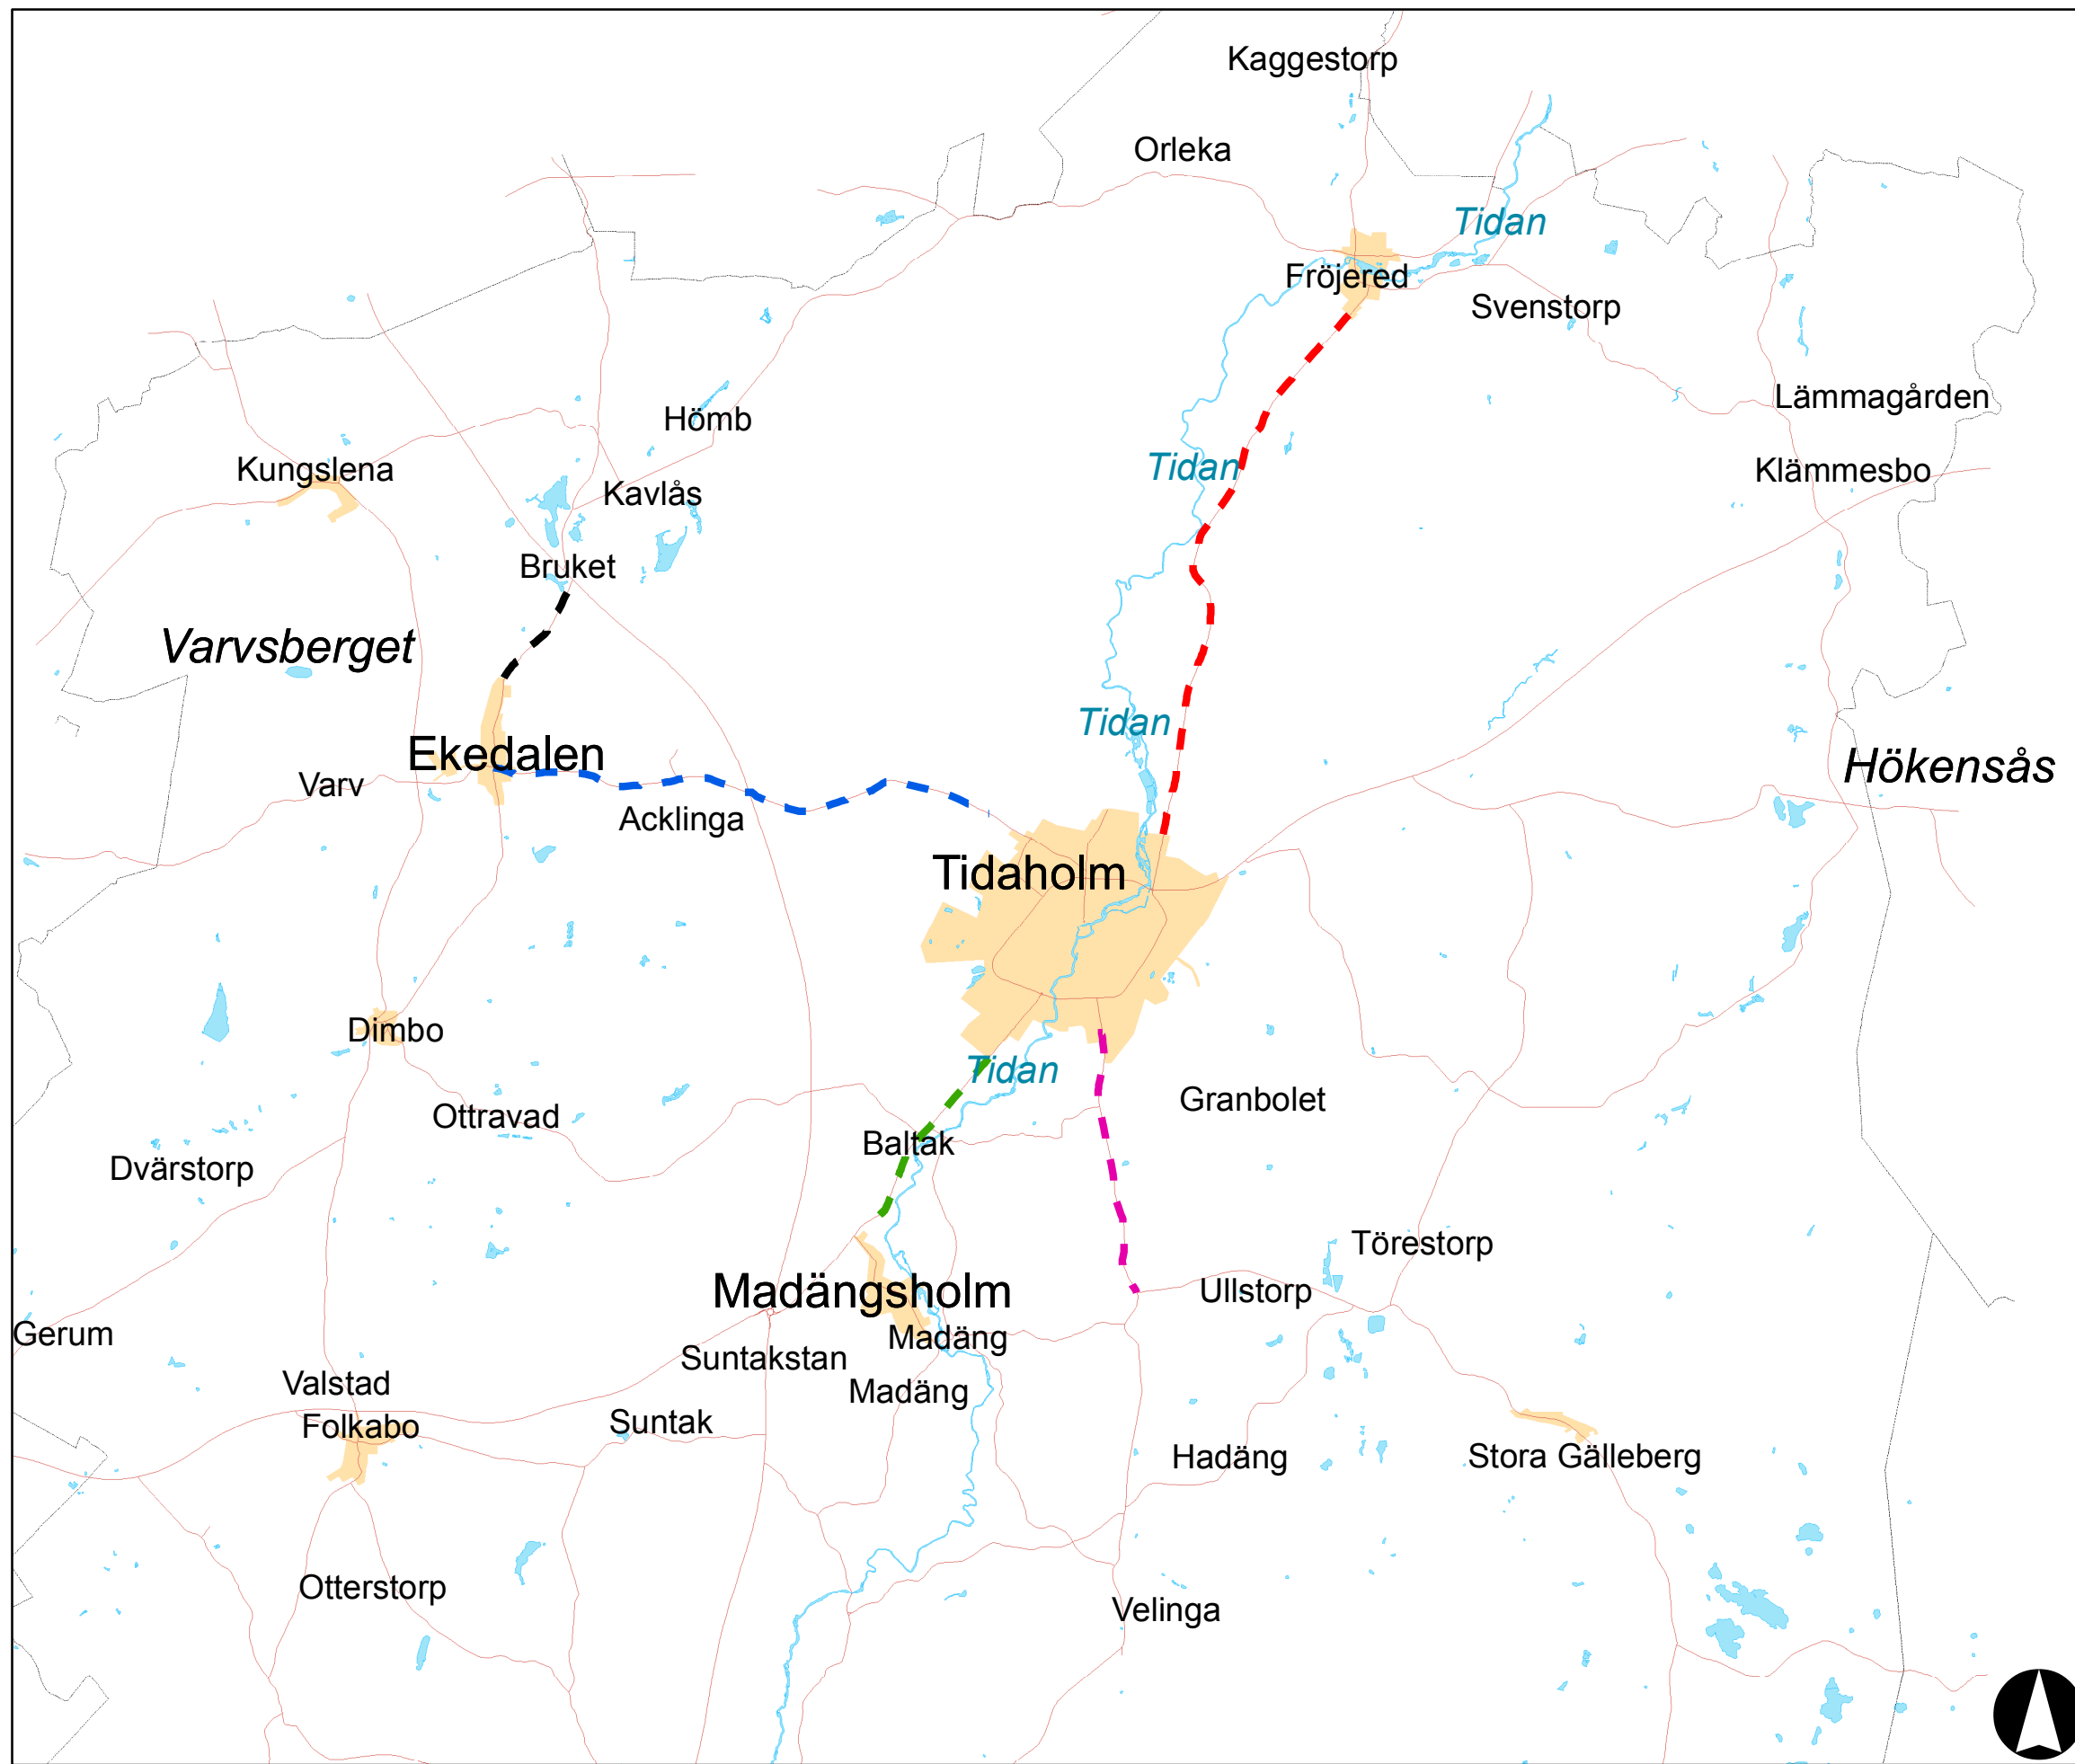 Kaggestorp
Orleka
Tidan
Fröjered
Svenstorp
Lämmagården
Hömb
Kungslena
Tidan
Klämmesbo
Kavlås
Bruket
Varvsberget
Tidan
Ekedalen
Hökensås
Varv
Acklinga
Tidaholm
Dimbo
Tidan
Granbolet
Ottravad
Baltak
Dvärstorp
Törestorp
Ullstorp
Madängsholm
Gerum
Madäng
Suntakstan
Valstad
Madäng
Folkabo
Suntak
Hadäng
Stora Gälleberg
Otterstorp
Velinga